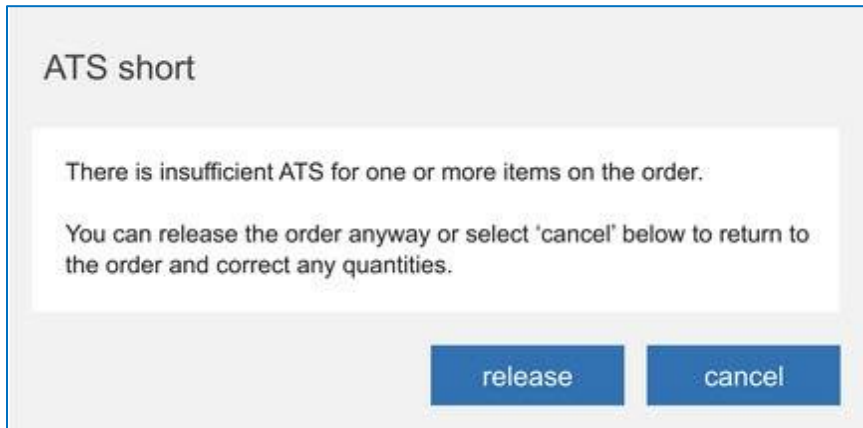 ATS short
There is insufficient ATS for one or more items on the order.
You can release the order anyway or select ‘cancel’ below to return to
the order and correct any quantities.
release
cancel